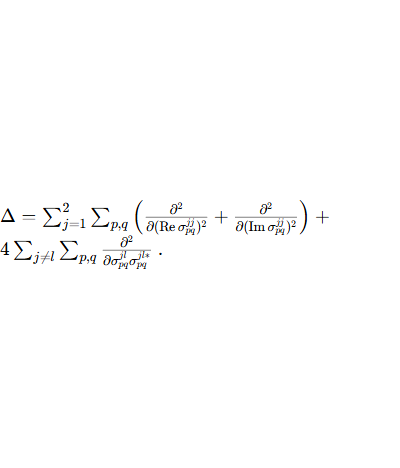 Δ = ∑_{j=1}^{2} ∑_{p,q} ( ∂²/∂(Re σ_{pq}^{jj})² + ∂²/∂(Im σ_{pq}^{jj})² ) +
4 ∑_{j≠l} ∑_{p,q} ∂²/∂σ_{pq}^{jl} σ_{pq}^{jl*} .